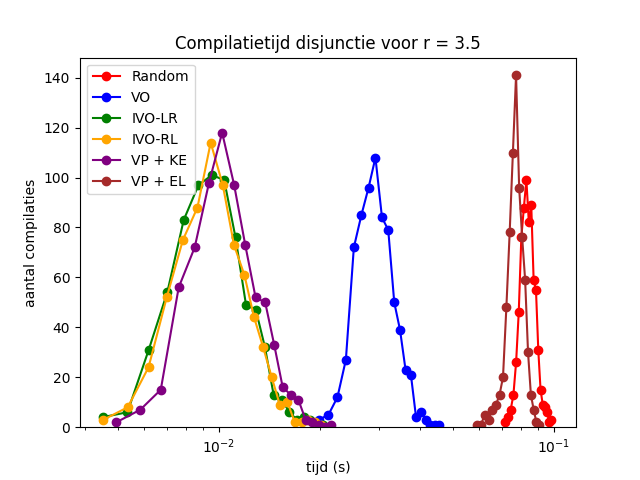 Compilatietijd disjunctie voor r = 3.5
aantal compilaties
140
120
100
80
60
40
20
0
Random
VO
IVO-LR
IVO-RL
VP + KE
VP + EL
10⁻²
10⁻¹
tijd (s)